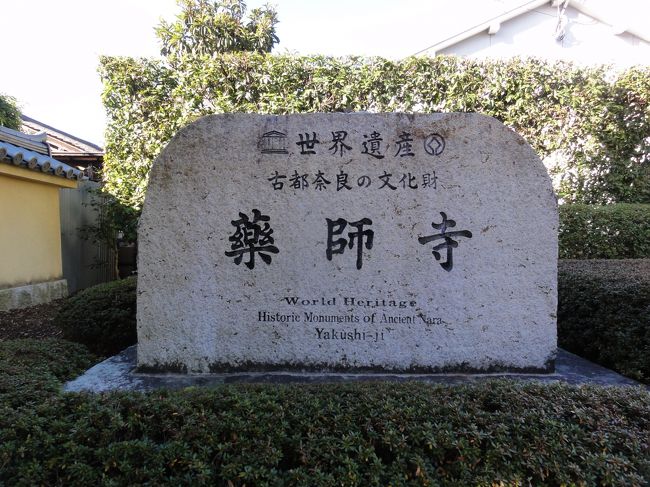 世界遺産
古都奈良の文化財
藥師寺
World Heritage
Historic Monuments of Ancient Nara
Yakushi-ji